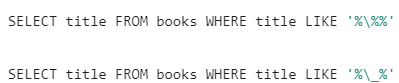 SELECT title FROM books WHERE title LIKE '%\%%'
SELECT title FROM books WHERE title LIKE '%\_%'